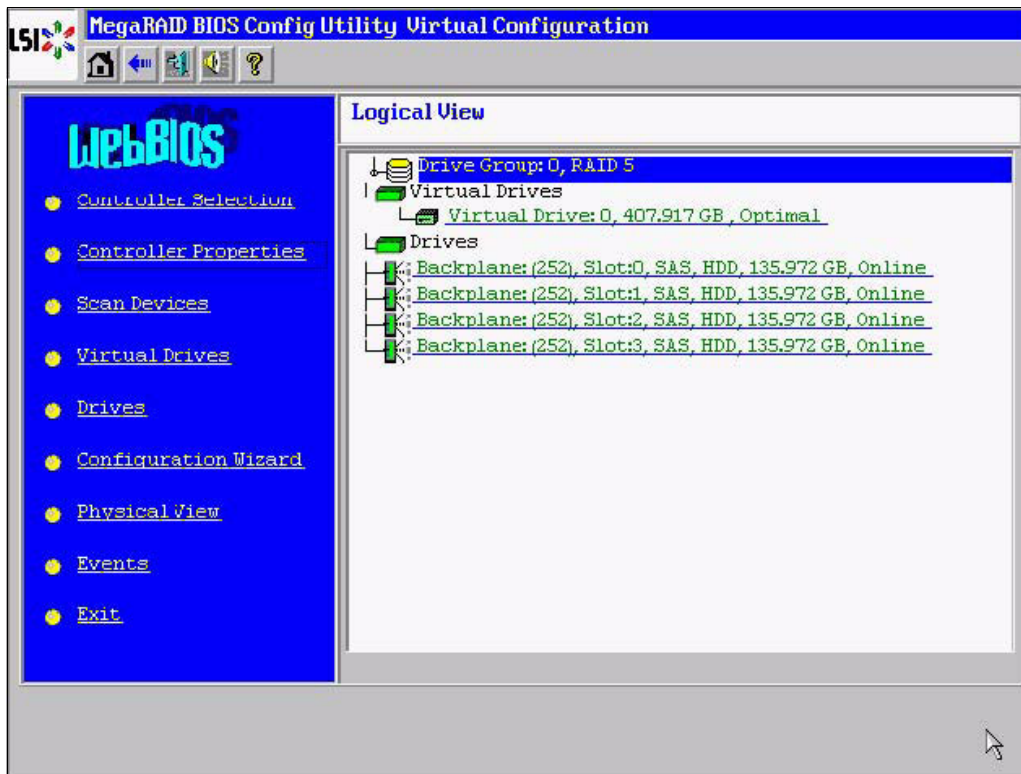 LSI
MegaRAID BIOS Config Utility Virtual Configuration
?
WebBIOS
Controller Selection
Controller Properties
Scan Devices
Virtual Drives
Drives
Configuration Wizard
Physical View
Events
Exit
Logical View
Drive Group: 0, RAID 5
Virtual Drives
Virtual Drive: 0, 407.917 GB , Optimal
Drives
Backplane: (252), Slot:0, SAS, HDD, 135.972 GB, Online
Backplane: (252), Slot:1, SAS, HDD, 135.972 GB, Online
Backplane: (252), Slot:2, SAS, HDD, 135.972 GB, Online
Backplane: (252), Slot:3, SAS, HDD, 135.972 GB, Online